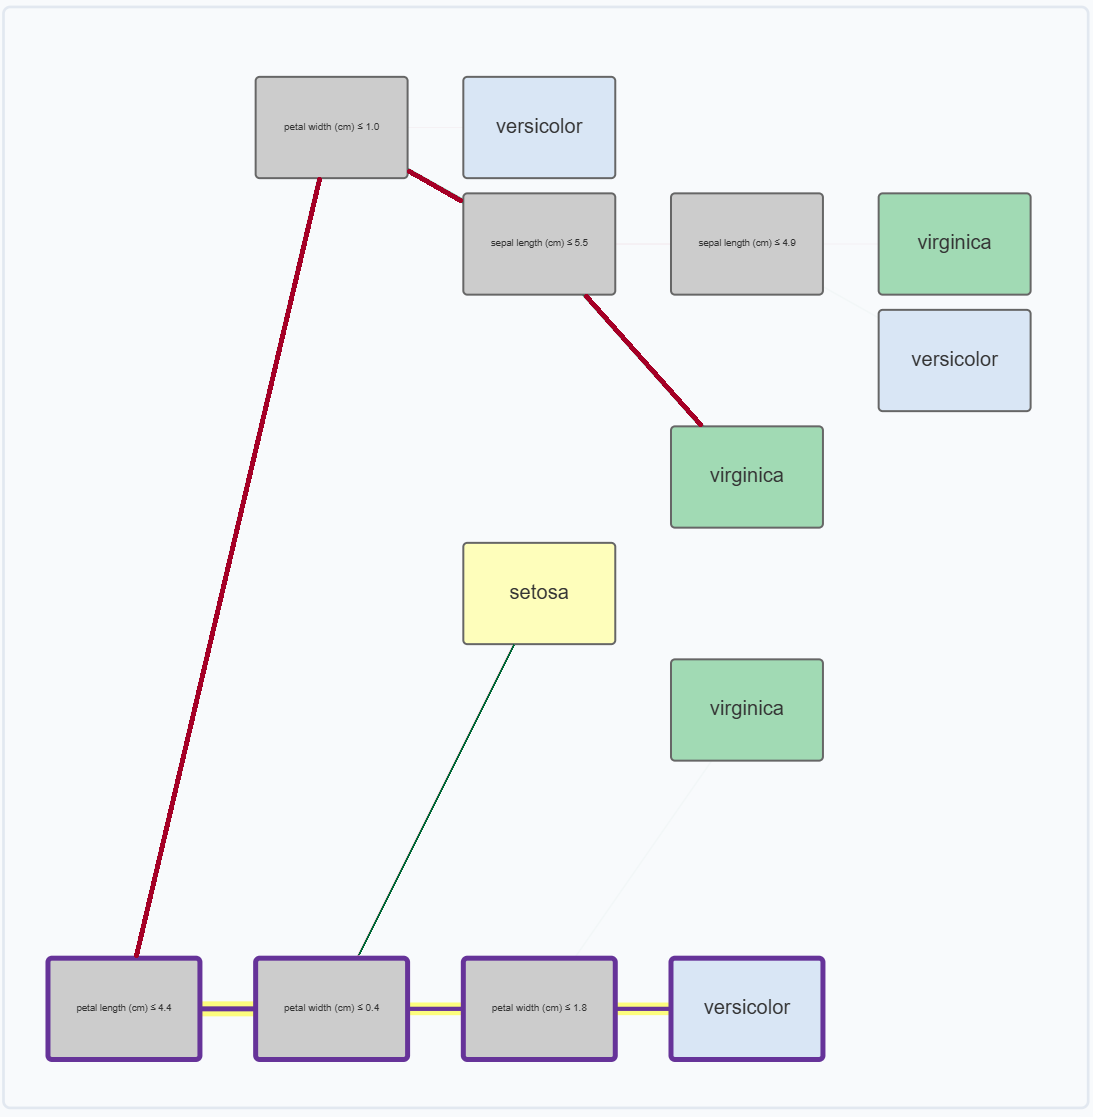 petal width (cm) ≤ 1.0
versicolor
sepal length (cm) ≤ 5.5
sepal length (cm) ≤ 4.9
virginica
versicolor
virginica
setosa
virginica
petal length (cm) ≤ 4.4
petal width (cm) ≤ 0.4
petal width (cm) ≤ 1.8
versicolor